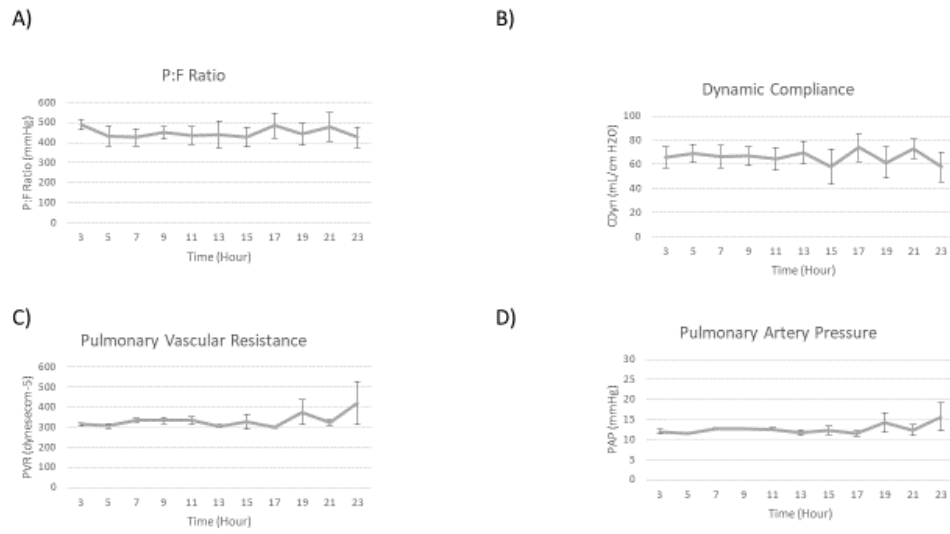 A)
P:F Ratio
P:F Ratio (mmHg)
600
500
400
300
200
100
0
3 5 7 9 11 13 15 17 19 21 23
Time (Hour)
B)
Dynamic Compliance
CDyn (mL/cm H2O)
100
80
60
40
20
0
3 5 7 9 11 13 15 17 19 21 23
Time (Hour)
C)
Pulmonary Vascular Resistance
PVR (dynesecm-5)
600
500
400
300
200
100
0
3 5 7 9 11 13 15 17 19 21 23
Time (Hour)
D)
Pulmonary Artery Pressure
PAP (mmHg)
30
25
20
15
10
5
0
3 5 7 9 11 13 15 17 19 21 23
Time (Hour)